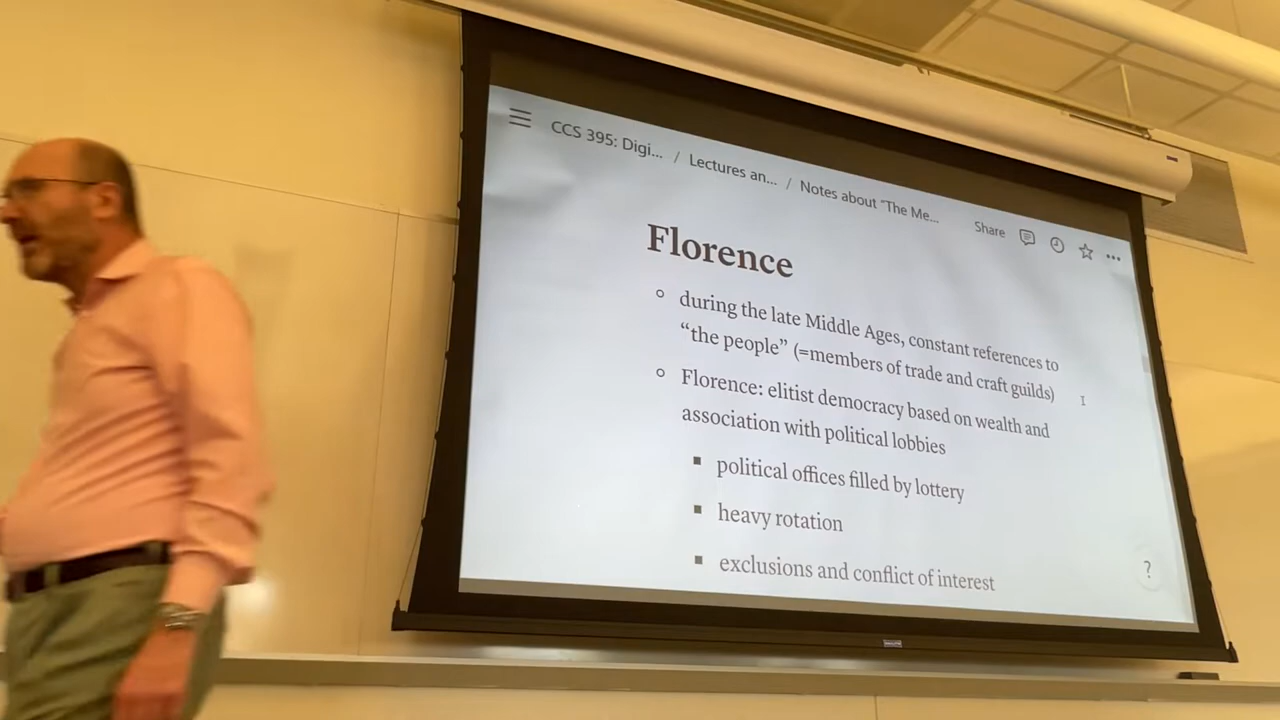 CCS 395: Digi... / Lectures an... / Notes about "The Me...
Share
Florence
during the late Middle Ages, constant references to
“the people” (=members of trade and craft guilds)
Florence: elitist democracy based on wealth and
association with political lobbies
political offices filled by lottery
heavy rotation
exclusions and conflict of interest
?